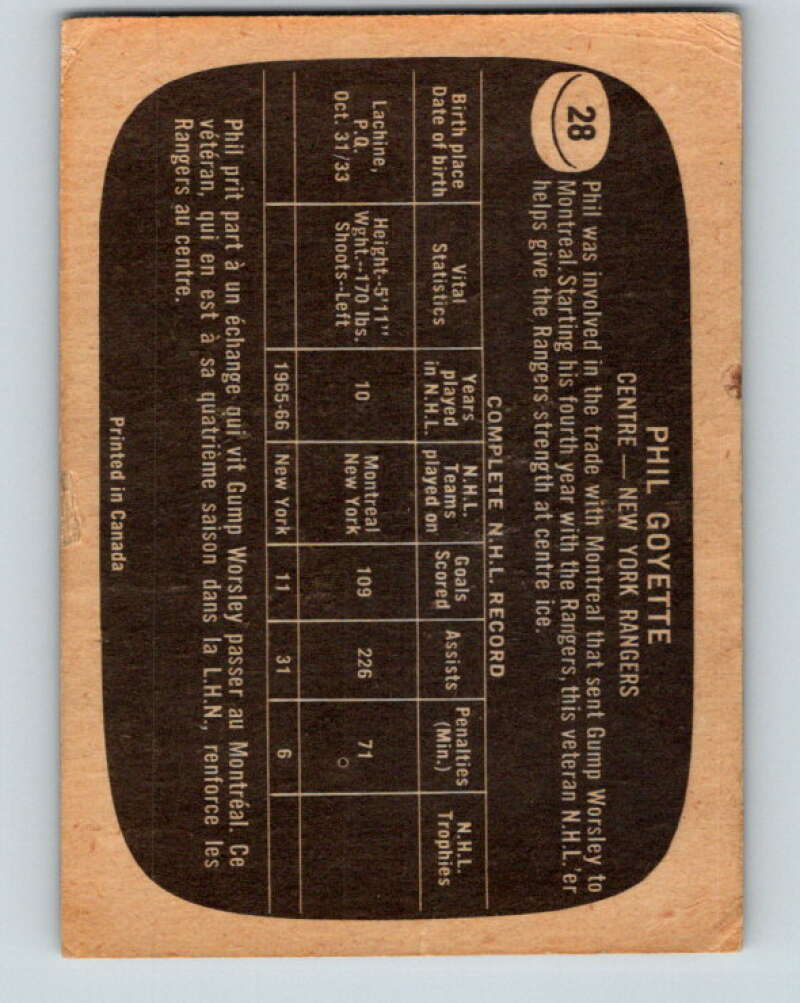 28
PHIL GOYETTE
CENTRE — NEW YORK RANGERS
Phil was involved in the trade with Montreal that sent Gump Worsley to
Montreal. Starting his fourth year with the Rangers, this veteran N.H.L.'er
helps give the Rangers strength at centre ice.
COMPLETE N.H.L. RECORD
Birth place
Date of birth
Vital
Statistics
Years
played
in N.H.L.
N.H.L.
Teams
played on
Goals
Scored
Assists
Penalties
(Min.)
N.H.L.
Trophies
Lachine,
P.Q.
Oct. 31/33
Height--5'11"
Wght.--170 lbs.
Shoots--Left
10
Montreal
New York
109
226
71
1965-66
New York
11
31
6
Phil prit part à un échange qui vit Gump Worsley passer au Montréal. Ce
vétéran, qui en est à sa quatrième saison dans la L.H.N., renforce les
Rangers au centre.
Printed in Canada